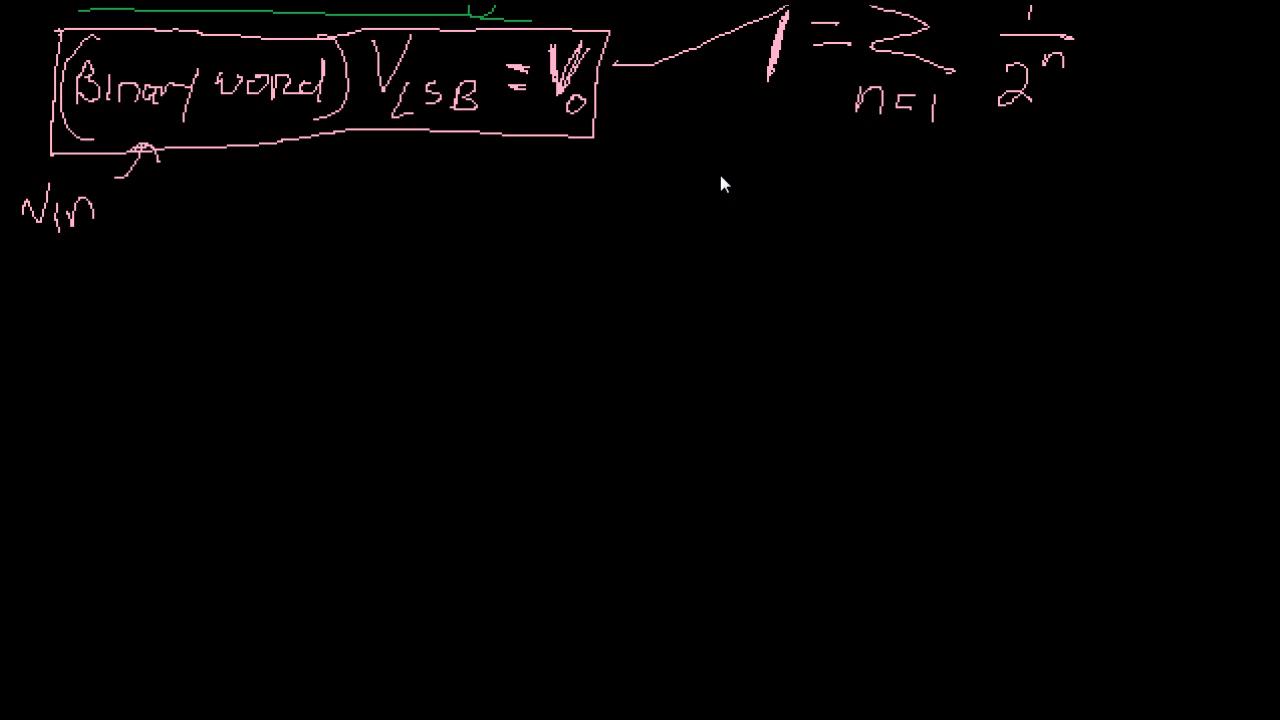 (Binary word) V_LSB = V_0
1 = Σ n=1 1/2^n
Vin